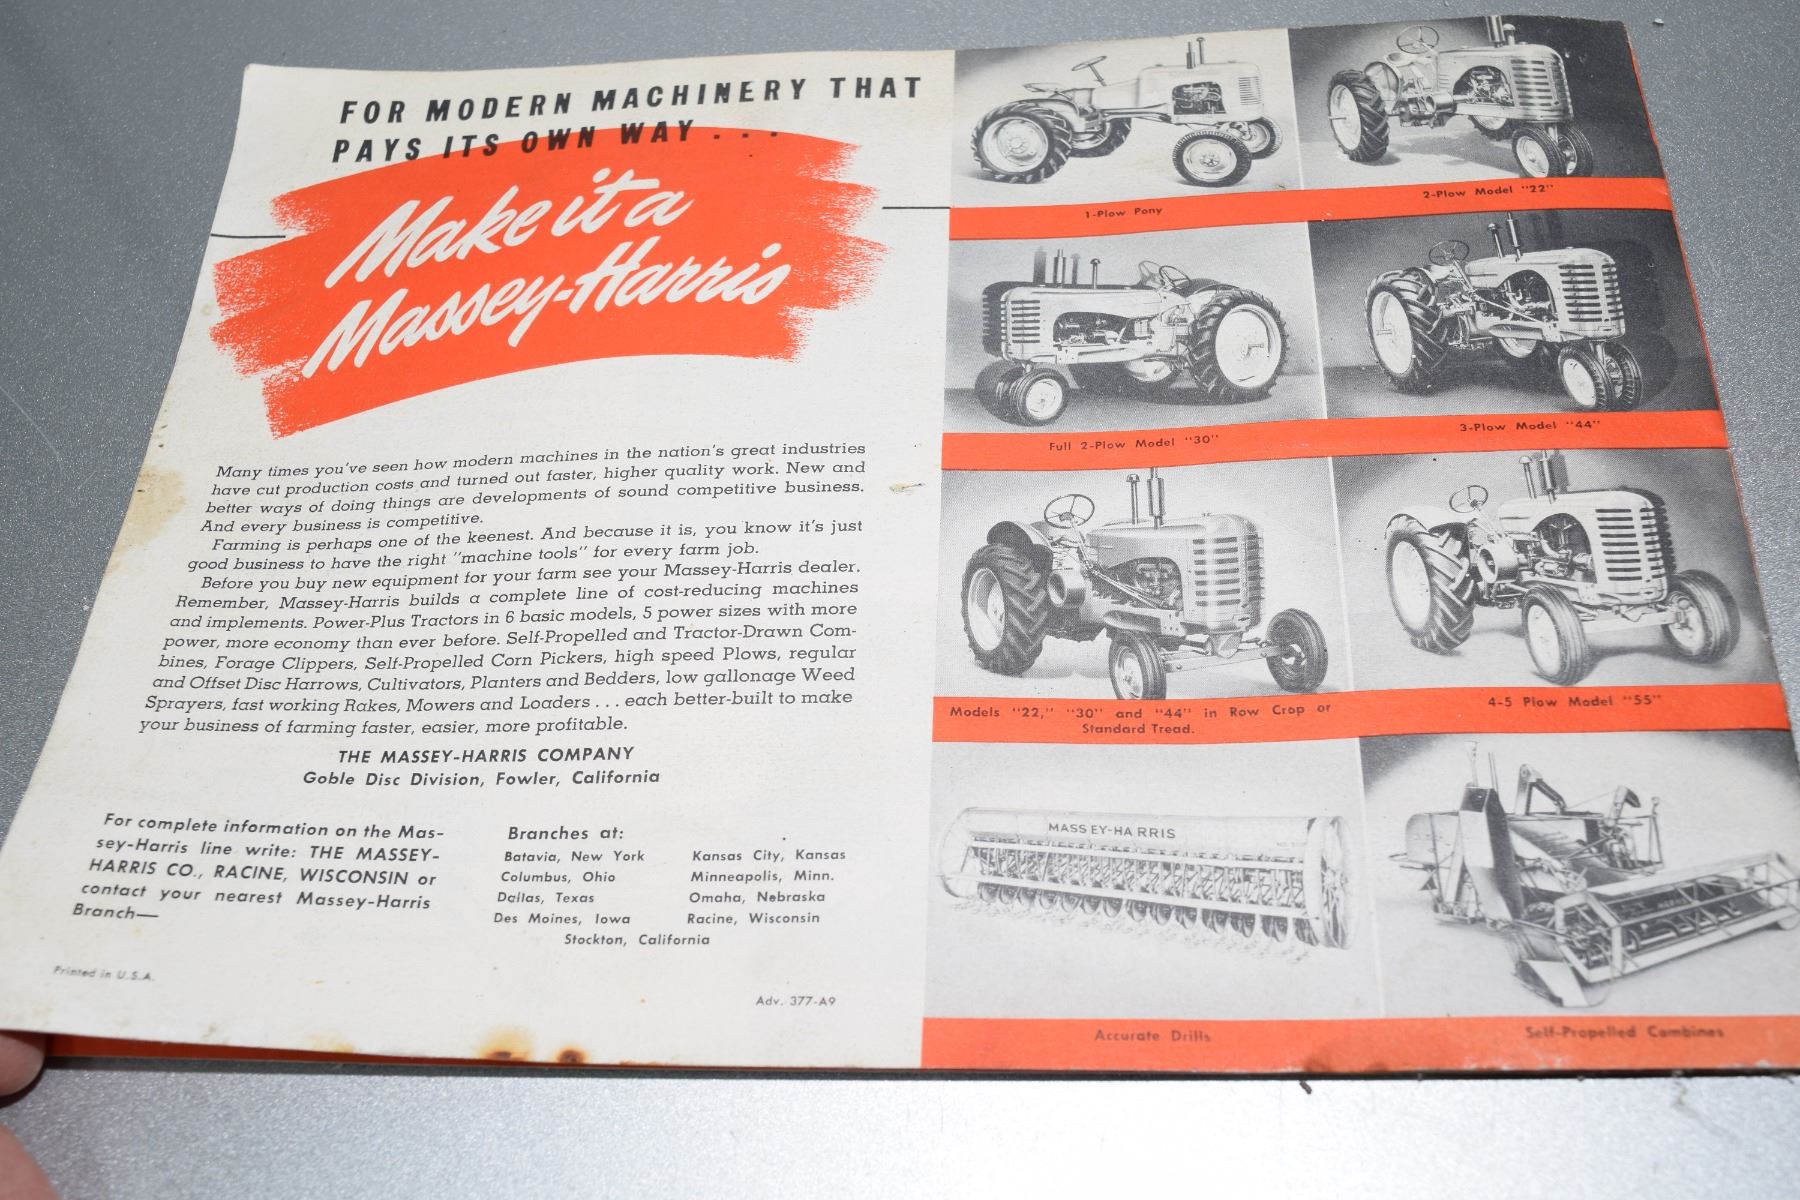 FOR MODERN MACHINERY THAT
PAYS ITS OWN WAY . . .
Make it a
Massey-Harris
Many times you've seen how modern machines in the nation's great industries
have cut production costs and turned out faster, higher quality work. New and
better ways of doing things are developments of sound competitive business.
And every business is competitive.
Farming is perhaps one of the keenest. And because it is, you know it's just
good business to have the right "machine tools" for every farm job.
Before you buy new equipment for your farm see your Massey-Harris dealer.
Remember, Massey-Harris builds a complete line of cost-reducing machines
and implements. Power-Plus Tractors in 6 basic models, 5 power sizes with more
power, more economy than ever before. Self-Propelled and Tractor-Drawn Com-
bines, Forage Clippers, Self-Propelled Corn Pickers, high speed Plows, regular
and Offset Disc Harrows, Cultivators, Planters and Bedders, low gallonage Weed
Sprayers, fast working Rakes, Mowers and Loaders . . . each better-built to make
your business of farming faster, easier, more profitable.
THE MASSEY-HARRIS COMPANY
Goble Disc Division, Fowler, California
For complete information on the Mas-
sey-Harris line write: THE MASSEY-
HARRIS CO., RACINE, WISCONSIN or
contact your nearest Massey-Harris
Branch—
Branches at:
Batavia, New York
Columbus, Ohio
Dallas, Texas
Des Moines, Iowa
Kansas City, Kansas
Minneapolis, Minn.
Omaha, Nebraska
Racine, Wisconsin
Stockton, California
Printed in U.S.A.
Adv. 377-A9
1-Plow Pony
2-Plow Model "22"
Full 2-Plow Model "30"
3-Plow Model "44"
Models "22," "30" and "44" in Row Crop or
Standard Tread.
4-5 Plow Model "55"
MASSEY-HARRIS
Accurate Drills
Self-Propelled Combines